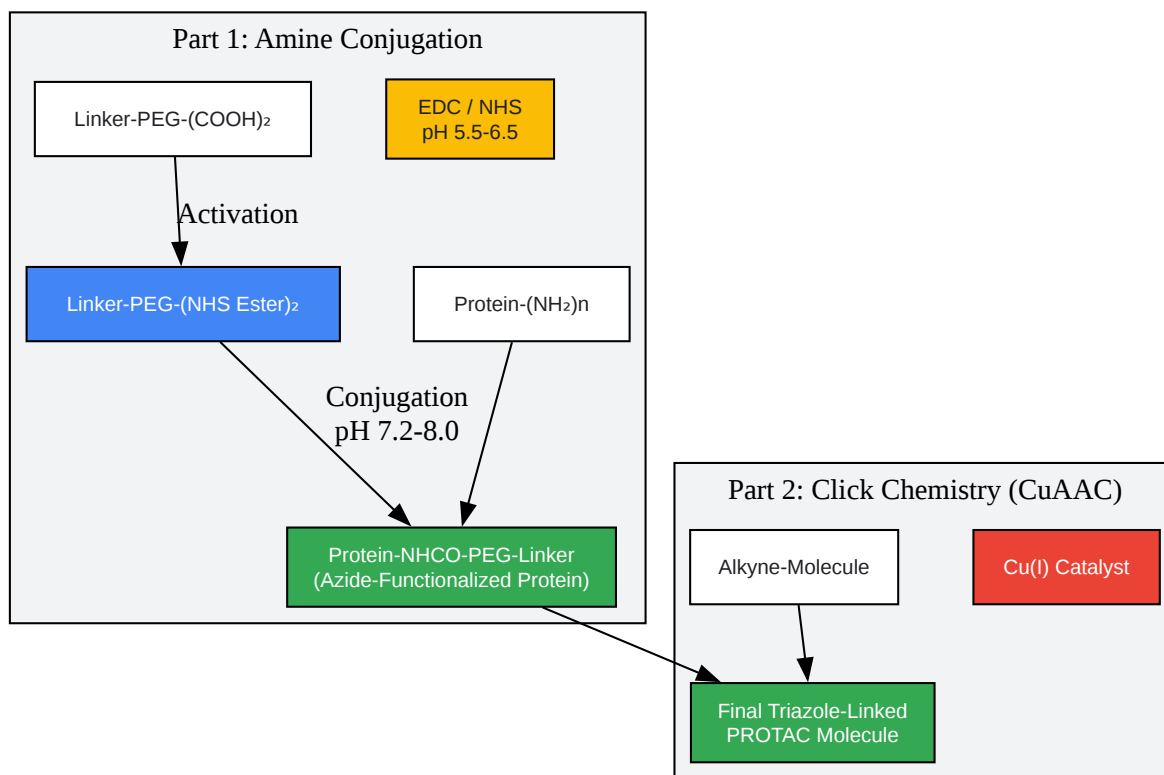 Part 1: Amine Conjugation
Linker-PEG-(COOH)₂
EDC / NHS
pH 5.5-6.5
Activation
Linker-PEG-(NHS Ester)₂
Protein-(NH₂)n
Conjugation
pH 7.2-8.0
Protein-NHCO-PEG-Linker
(Azide-Functionalized Protein)
Part 2: Click Chemistry (CuAAC)
Alkyne-Molecule
Cu(I) Catalyst
Final Triazole-Linked
PROTAC Molecule